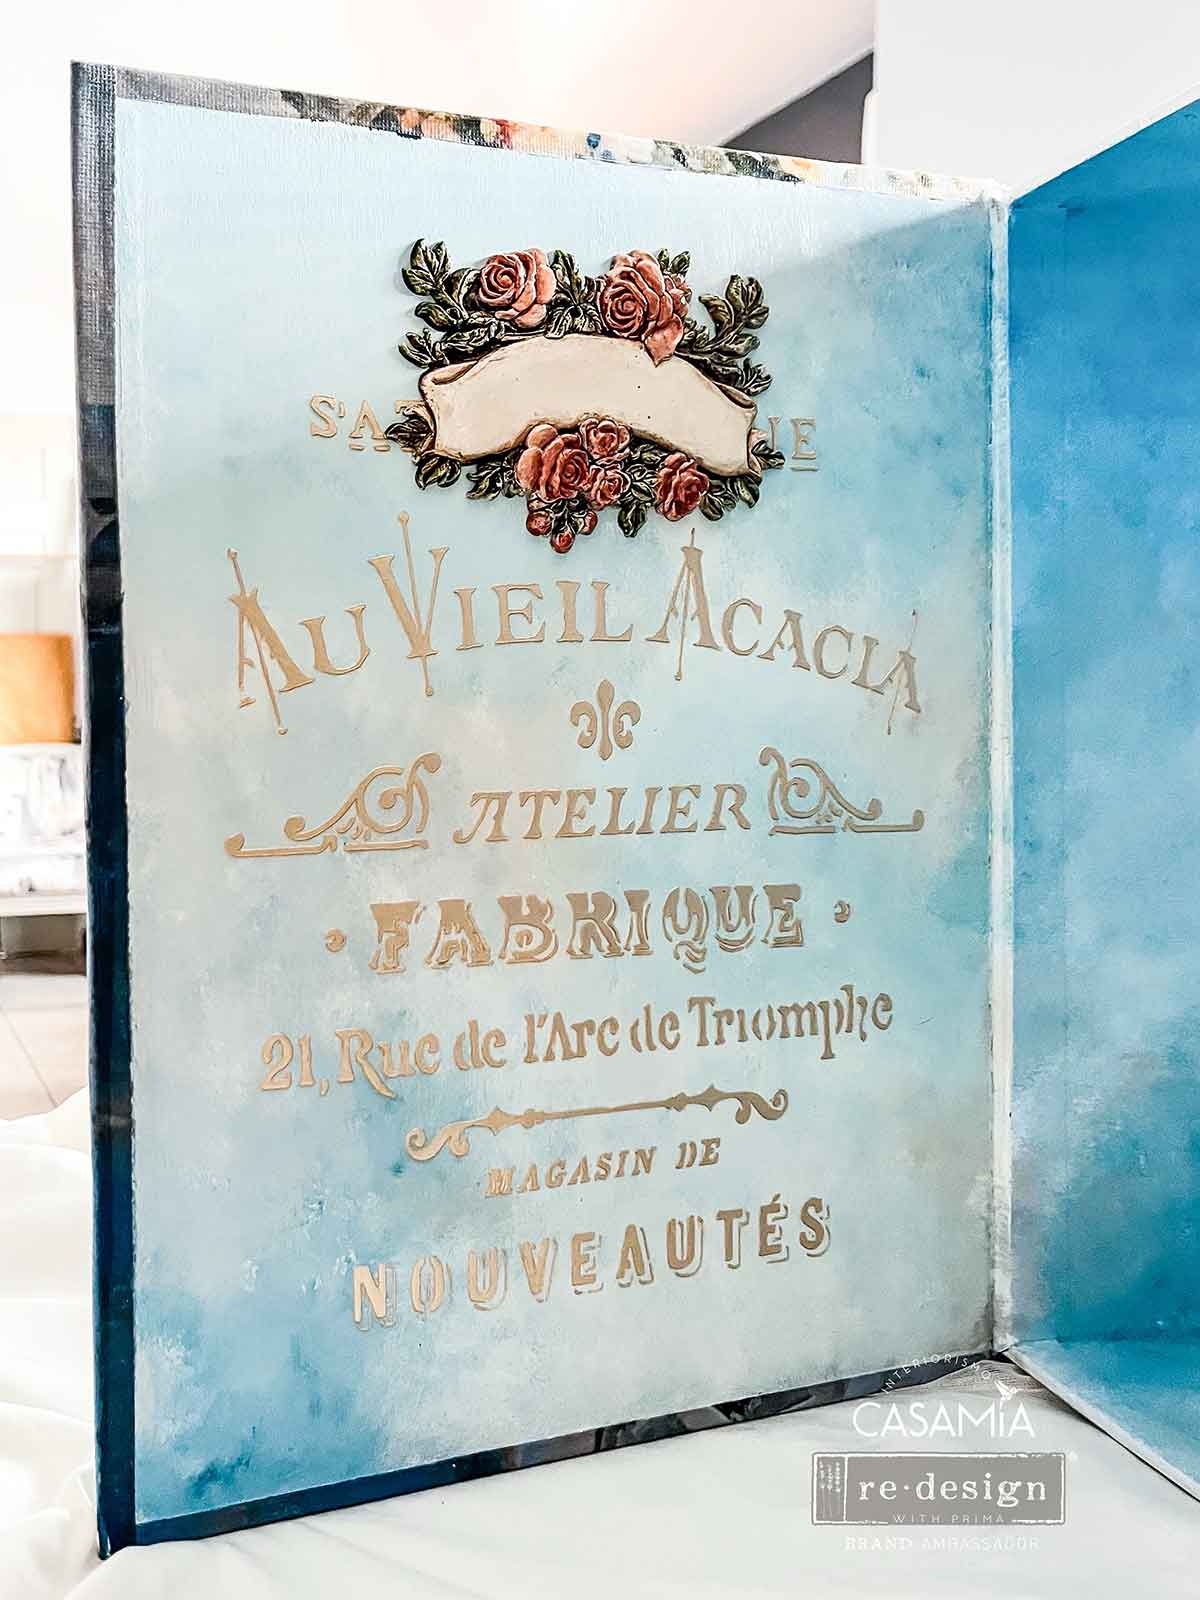 AU VIEIL ACACIA
ATELIER
• FABRIQUE •
21, Rue de l'Arc de Triomphe
MAGASIN DE
NOUVEAUTÉS
INTERIORISMO
CASAMIA
re·design
WITH PRIMA
BRAND AMBASSADOR